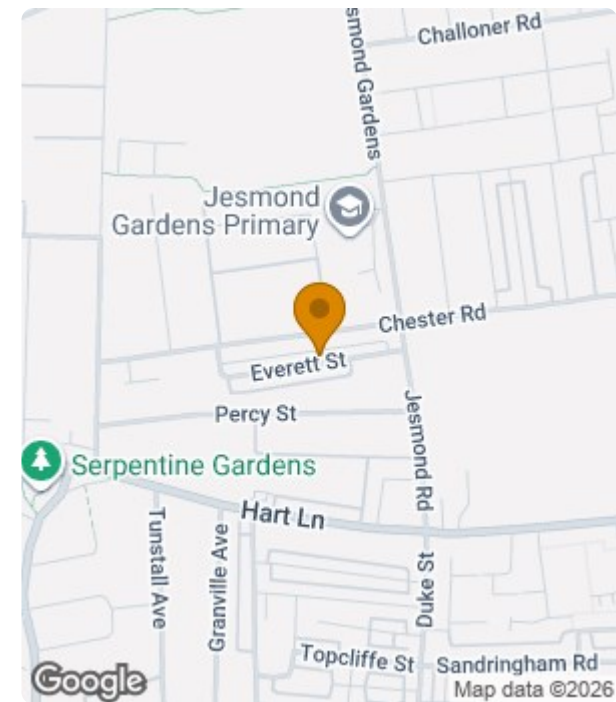 Challoner Rd
smond Gardens
Jesmond
Gardens Primary
Chester Rd
Everett St
Percy St
Jesmond Rd
Serpentine Gardens
Hart Ln
Tunstall Ave
Granville Ave
Duke St
Topcliffe St
Sandringham Rd
Google
Map data ©2026